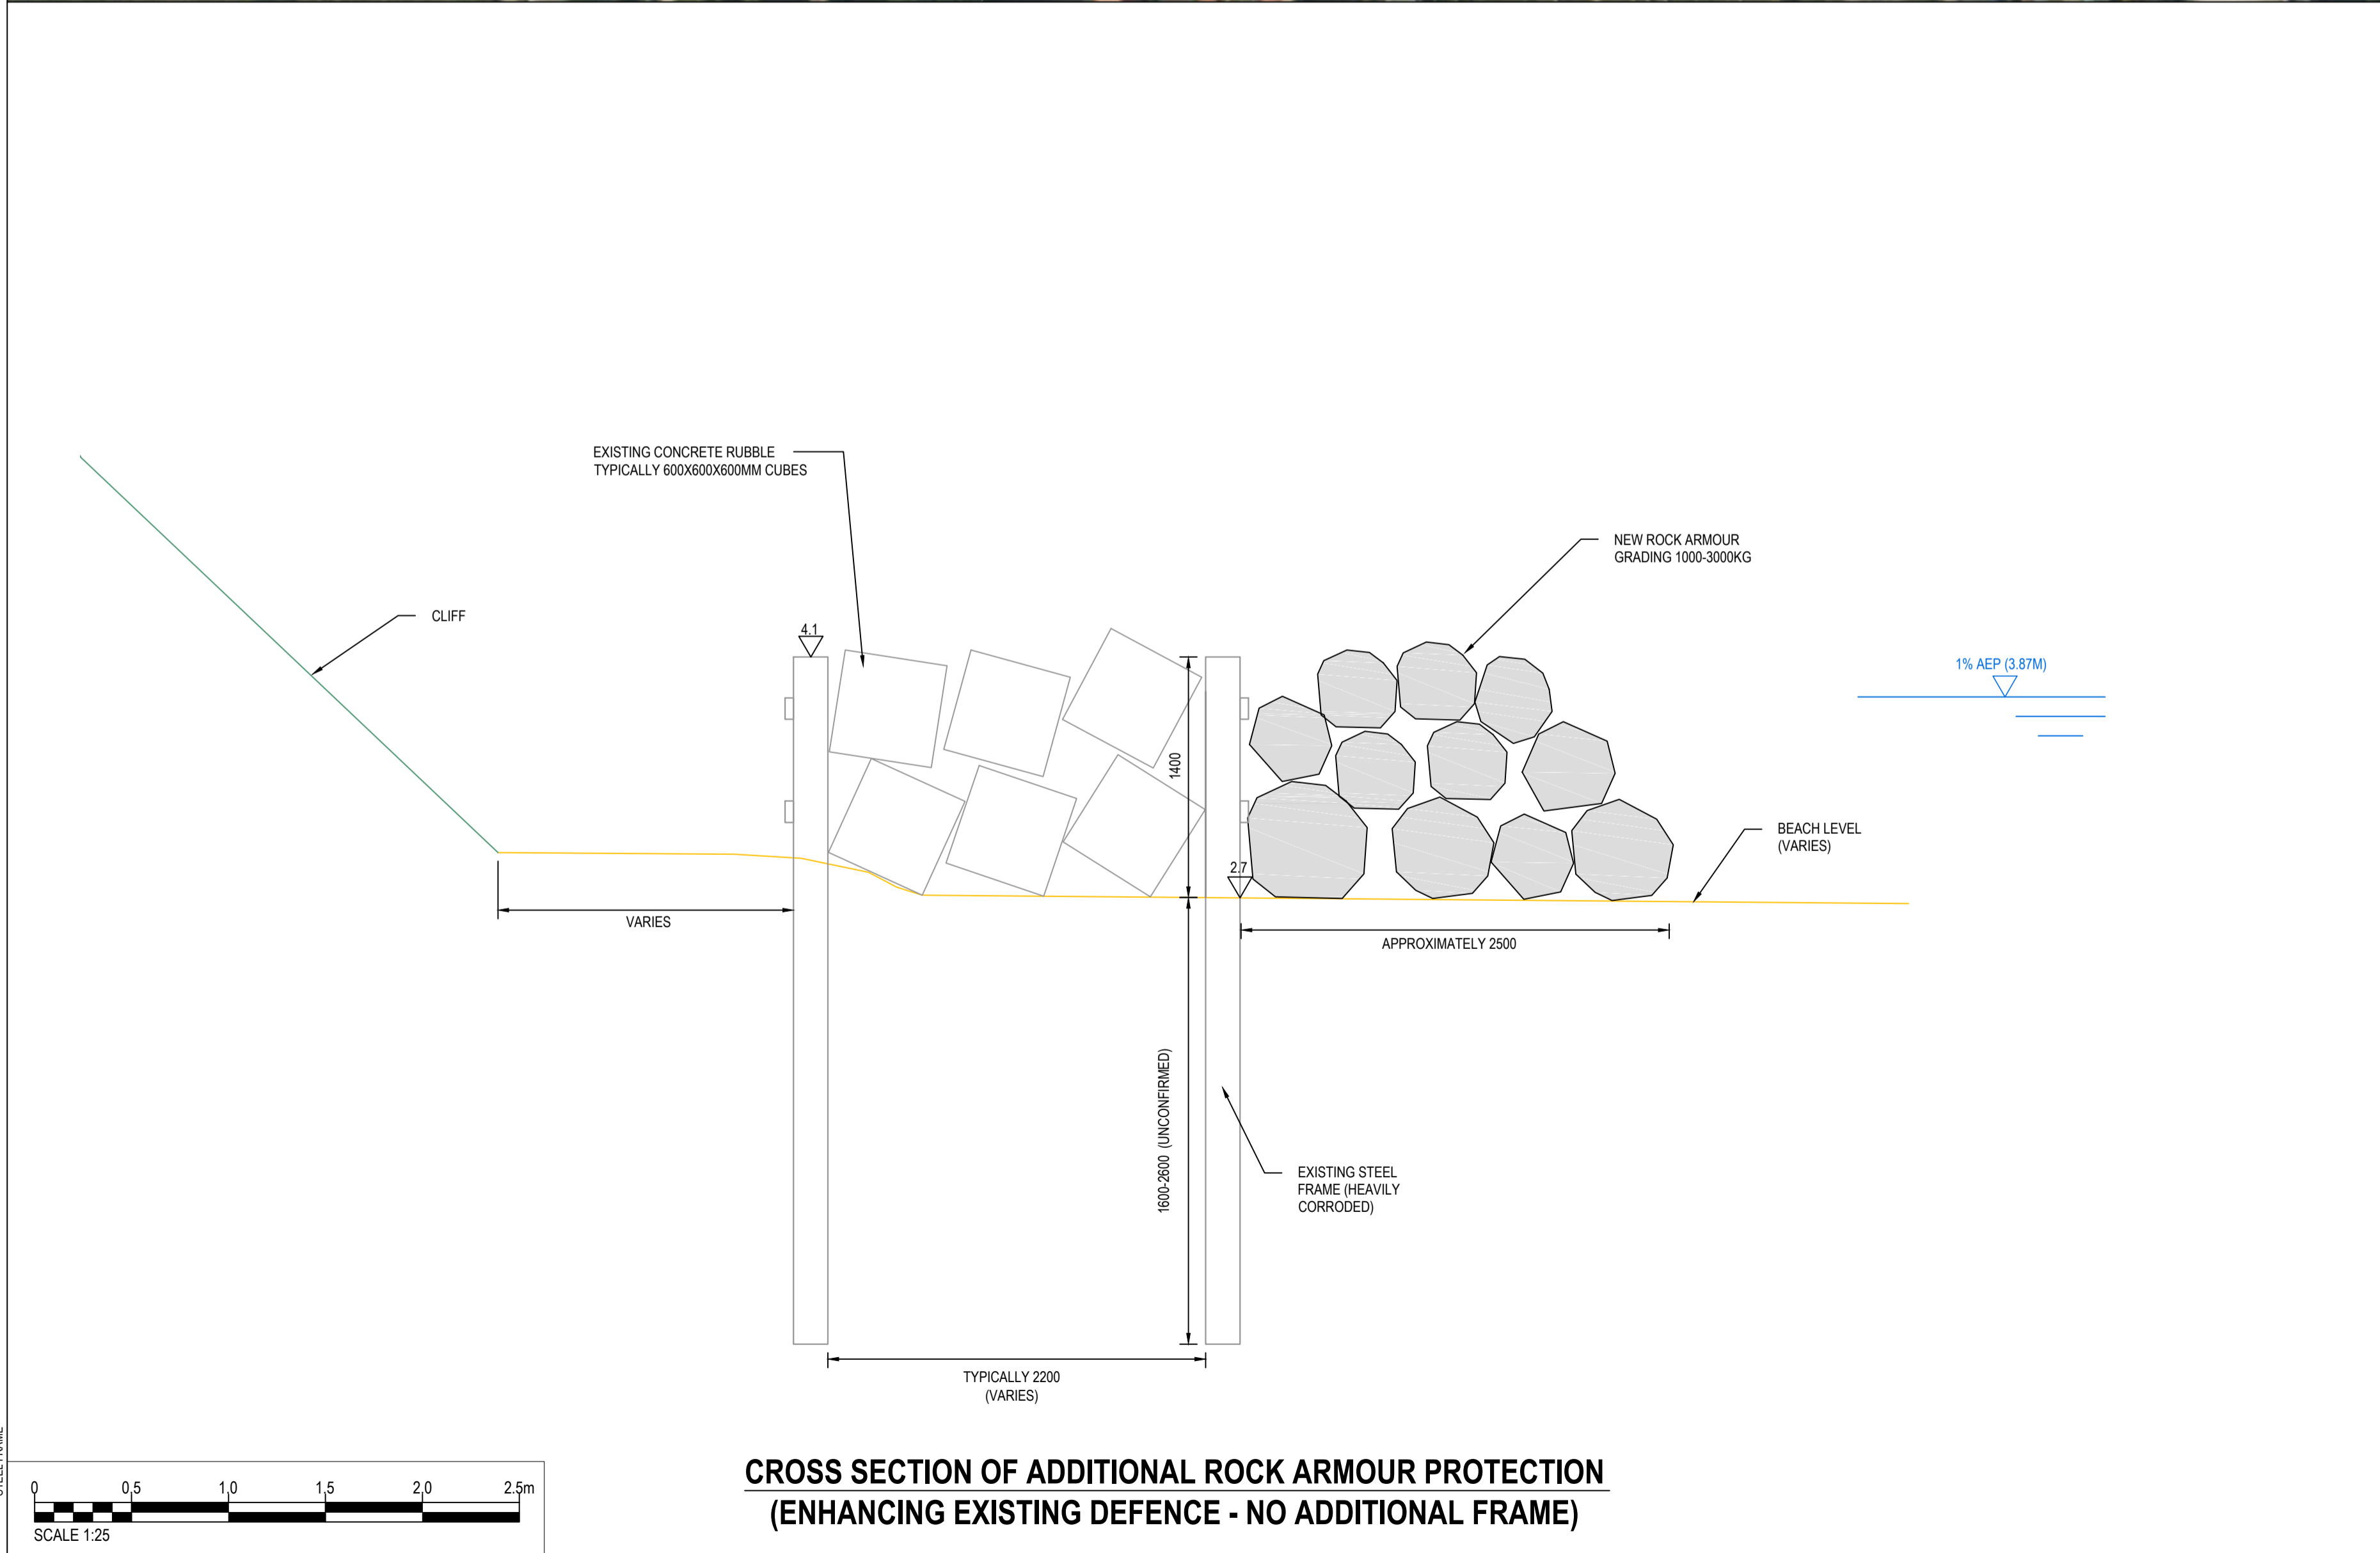 EXISTING CONCRETE RUBBLE
TYPICALLY 600X600X600MM CUBES
NEW ROCK ARMOUR
GRADING 1000-3000KG
CLIFF
4.1
1% AEP (3.87M)
1400
BEACH LEVEL
(VARIES)
2.7
VARIES
APPROXIMATELY 2500
1600-2600 (UNCONFIRMED)
EXISTING STEEL
FRAME (HEAVILY
CORRODED)
TYPICALLY 2200
(VARIES)
CROSS SECTION OF ADDITIONAL ROCK ARMOUR PROTECTION
(ENHANCING EXISTING DEFENCE - NO ADDITIONAL FRAME)
0 0.5 1.0 1.5 2.0 2.5m
SCALE 1:25